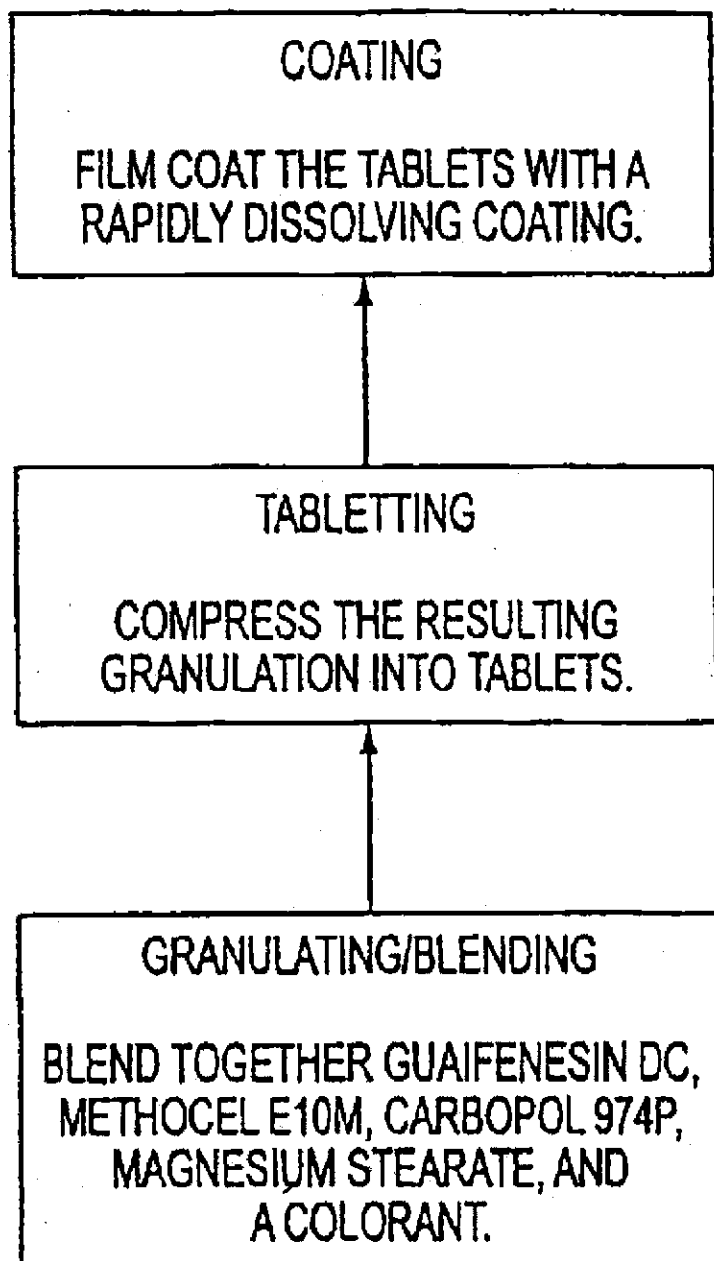 COATING
FILM COAT THE TABLETS WITH A
RAPIDLY DISSOLVING COATING.
TABLETTING
COMPRESS THE RESULTING
GRANULATION INTO TABLETS.
GRANULATING/BLENDING
BLEND TOGETHER GUAIFENESIN DC,
METHOCEL E10M, CARBOPOL 974P,
MAGNESIUM STEARATE, AND
A COLORANT.